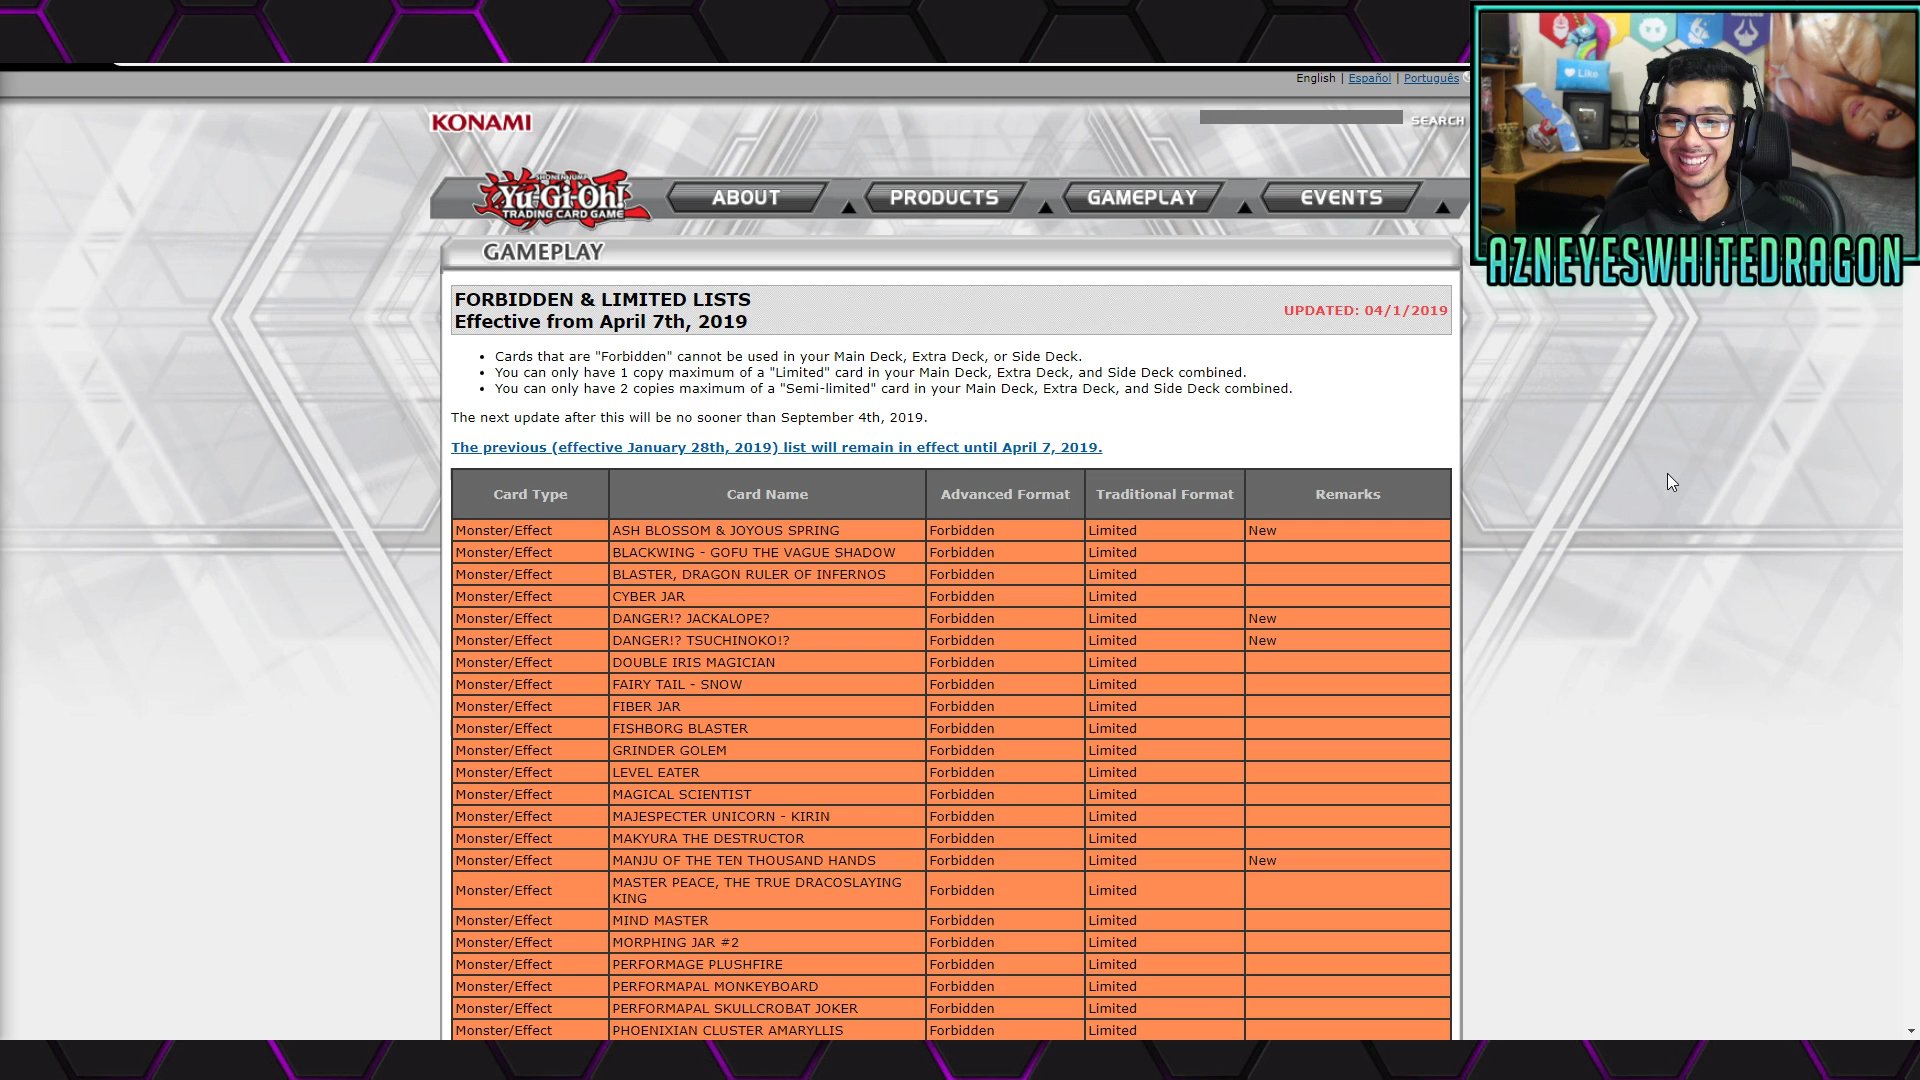 English | Español | Português
KONAMI
SEARCH
SHONEN JUMP
Yu-Gi-Oh!
TRADING CARD GAME
ABOUT
PRODUCTS
GAMEPLAY
EVENTS
GAMEPLAY
Like
AZNEYESWHITEDRAGON
FORBIDDEN & LIMITED LISTS
Effective from April 7th, 2019
UPDATED: 04/1/2019
• Cards that are "Forbidden" cannot be used in your Main Deck, Extra Deck, or Side Deck.
• You can only have 1 copy maximum of a "Limited" card in your Main Deck, Extra Deck, and Side Deck combined.
• You can only have 2 copies maximum of a "Semi-limited" card in your Main Deck, Extra Deck, and Side Deck combined.
The next update after this will be no sooner than September 4th, 2019.
The previous (effective January 28th, 2019) list will remain in effect until April 7, 2019.
Card Type Card Name Advanced Format Traditional Format Remarks
Monster/Effect ASH BLOSSOM & JOYOUS SPRING Forbidden Limited New
Monster/Effect BLACKWING - GOFU THE VAGUE SHADOW Forbidden Limited
Monster/Effect BLASTER, DRAGON RULER OF INFERNOS Forbidden Limited
Monster/Effect CYBER JAR Forbidden Limited
Monster/Effect DANGER!? JACKALOPE? Forbidden Limited New
Monster/Effect DANGER!? TSUCHINOKO!? Forbidden Limited New
Monster/Effect DOUBLE IRIS MAGICIAN Forbidden Limited
Monster/Effect FAIRY TAIL - SNOW Forbidden Limited
Monster/Effect FIBER JAR Forbidden Limited
Monster/Effect FISHBORG BLASTER Forbidden Limited
Monster/Effect GRINDER GOLEM Forbidden Limited
Monster/Effect LEVEL EATER Forbidden Limited
Monster/Effect MAGICAL SCIENTIST Forbidden Limited
Monster/Effect MAJESPECTER UNICORN - KIRIN Forbidden Limited
Monster/Effect MAKYURA THE DESTRUCTOR Forbidden Limited
Monster/Effect MANJU OF THE TEN THOUSAND HANDS Forbidden Limited New
Monster/Effect MASTER PEACE, THE TRUE DRACOSLAYING
KING Forbidden Limited
Monster/Effect MIND MASTER Forbidden Limited
Monster/Effect MORPHING JAR #2 Forbidden Limited
Monster/Effect PERFORMAGE PLUSHFIRE Forbidden Limited
Monster/Effect PERFORMAPAL MONKEYBOARD Forbidden Limited
Monster/Effect PERFORMAPAL SKULLCROBAT JOKER Forbidden Limited
Monster/Effect PHOENIXIAN CLUSTER AMARYLLIS Forbidden Limited